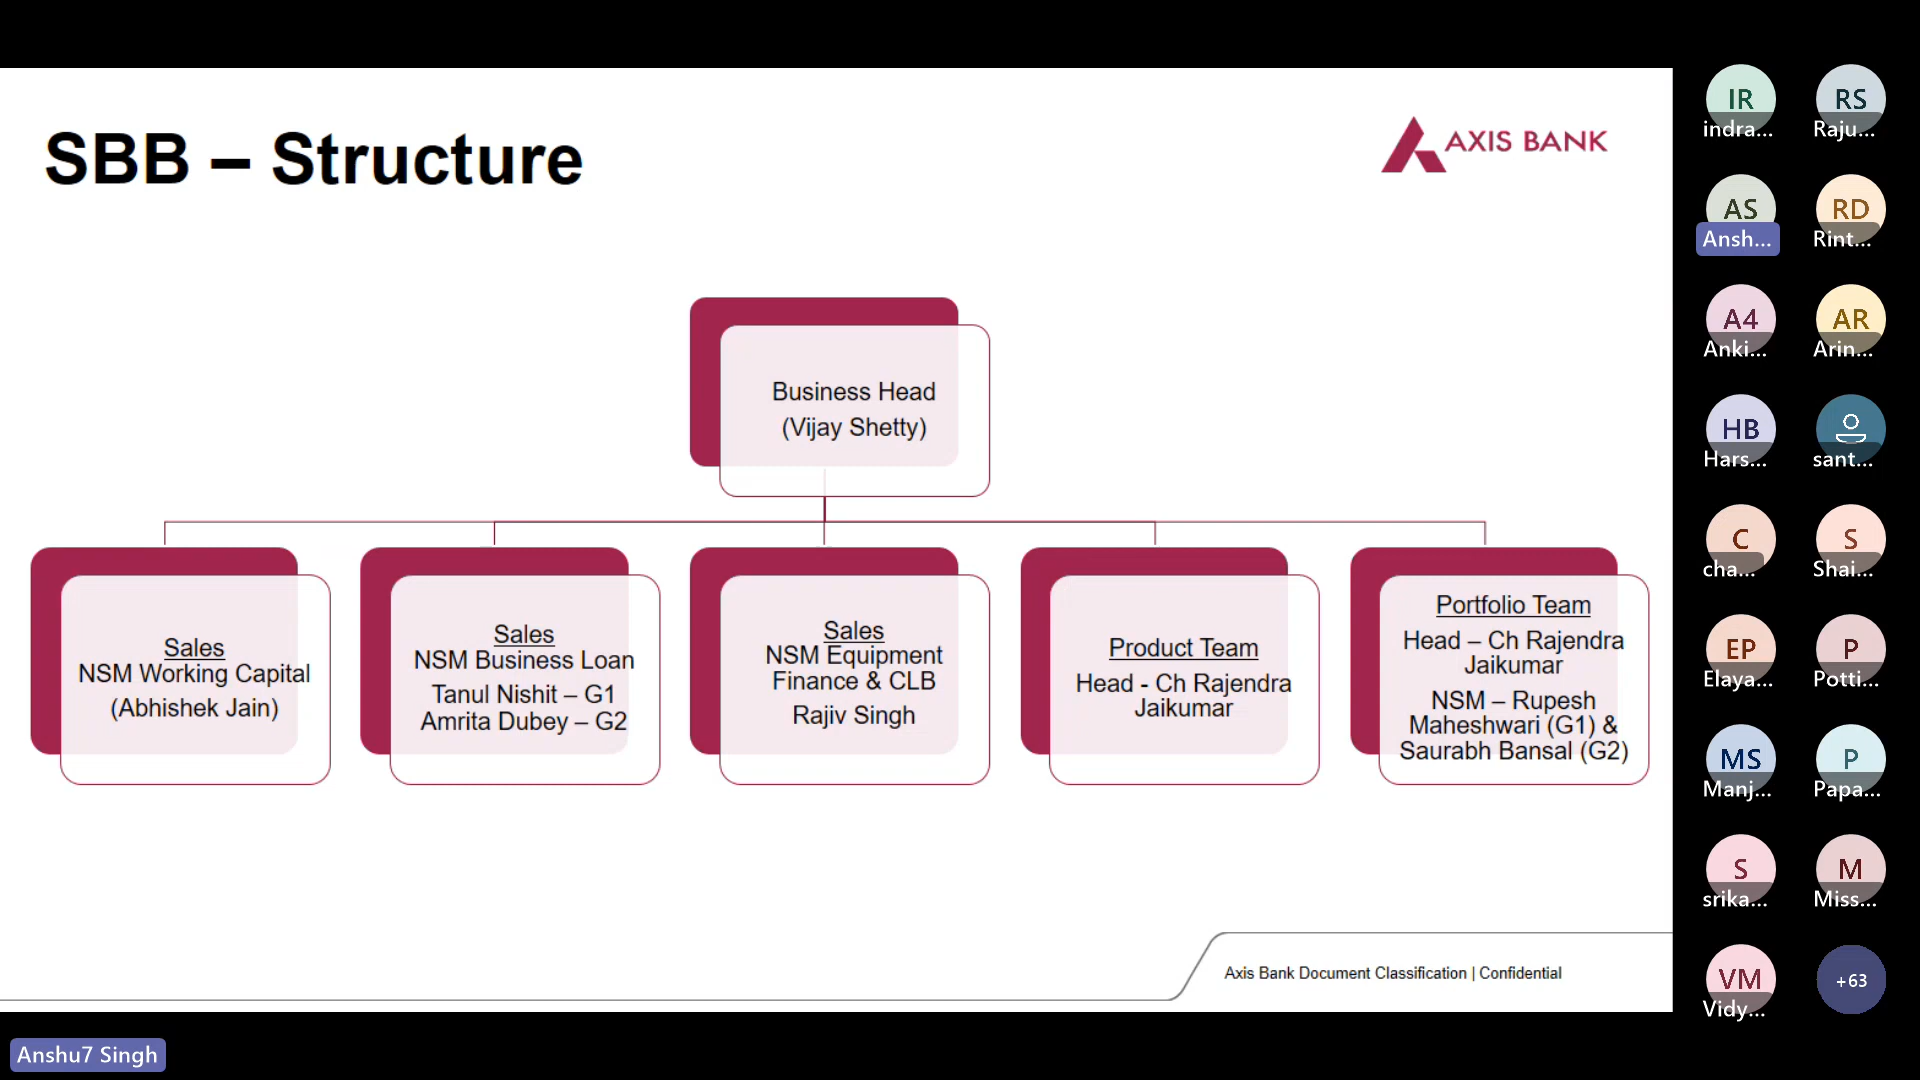 SBB – Structure
AXIS BANK
Business Head
(Vijay Shetty)
Sales
NSM Working Capital
(Abhishek Jain)
Sales
NSM Business Loan
Tanul Nishit – G1
Amrita Dubey – G2
Sales
NSM Equipment
Finance & CLB
Rajiv Singh
Product Team
Head - Ch Rajendra
Jaikumar
Portfolio Team
Head – Ch Rajendra
Jaikumar
NSM – Rupesh
Maheshwari (G1) &
Saurabh Bansal (G2)
Axis Bank Document Classification | Confidential
Anshu7 Singh
IR
indra...
RS
Raju...
AS
Ansh...
RD
Rint...
A4
Anki...
AR
Arin...
HB
Hars...
sant...
C
cha...
S
Shai...
EP
Elaya...
P
Potti...
MS
Manj...
P
Papa...
S
srika...
M
Miss...
VM
Vidy...
+63